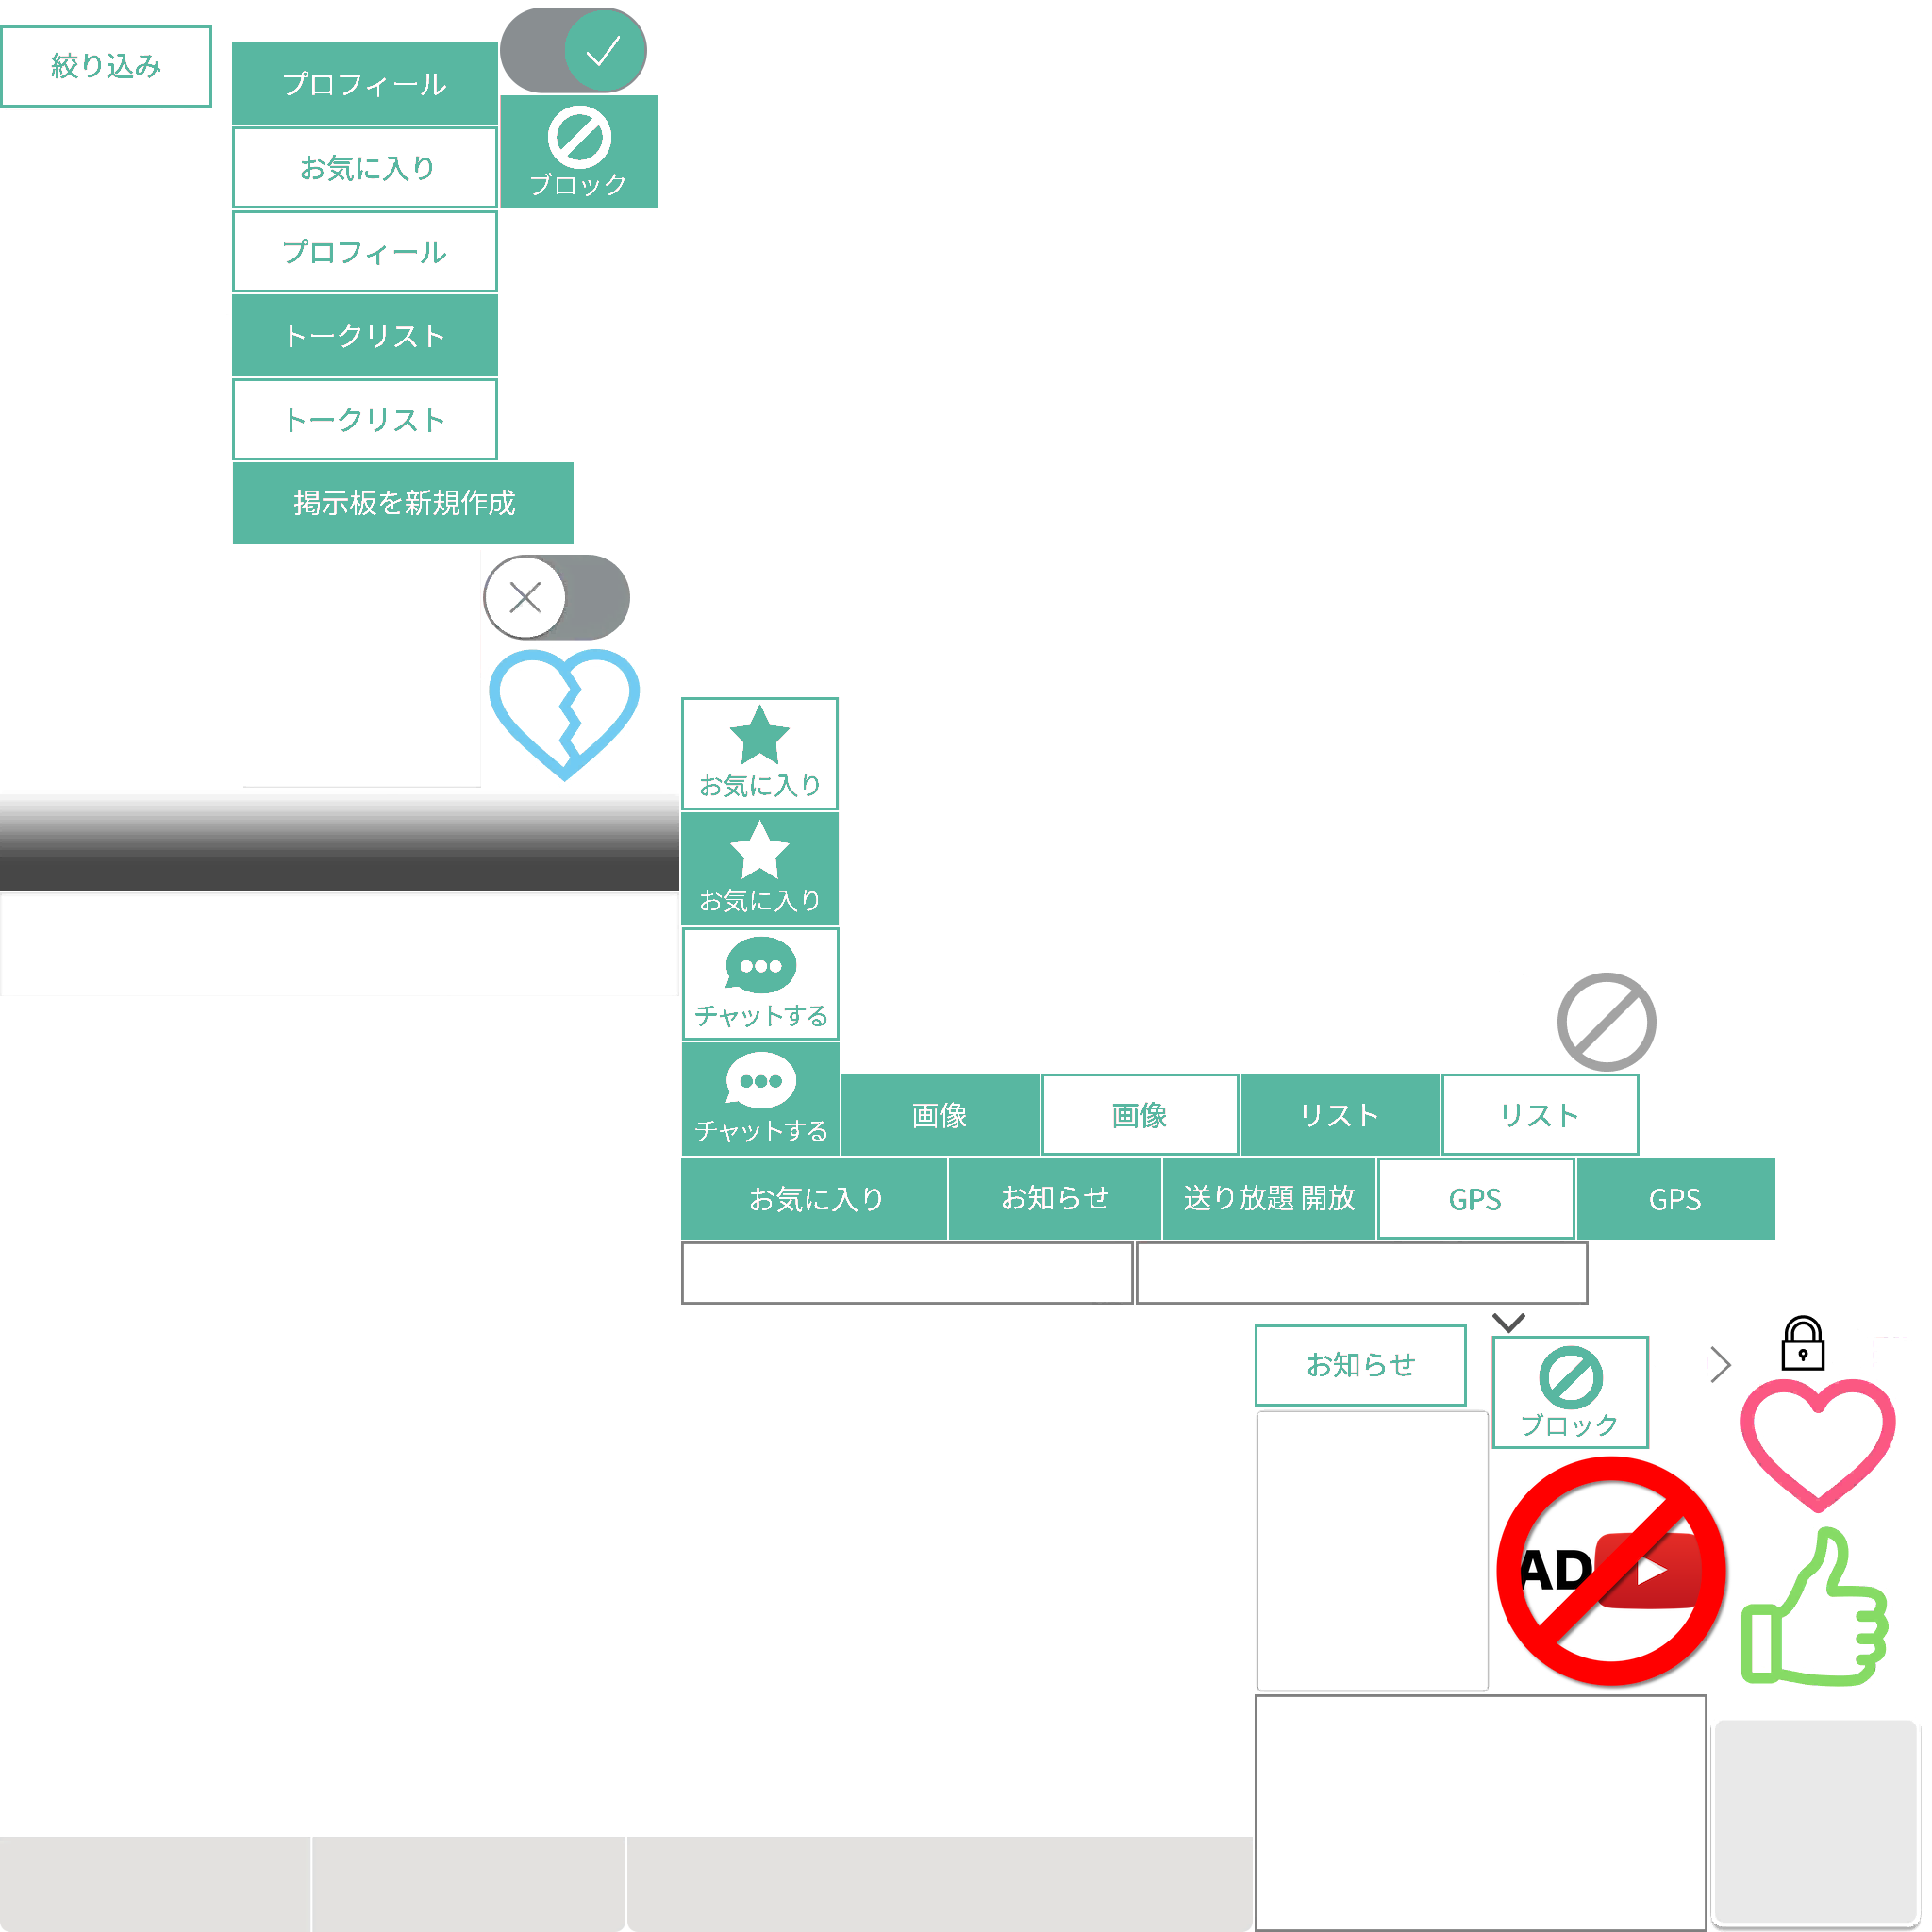 絞り込み
プロフィール
ブロック
お気に入り
プロフィール
トークリスト
トークリスト
掲示板を新規作成
お気に入り
お気に入り
チャットする
チャットする
画像
画像
リスト
リスト
お気に入り
お知らせ
送り放題 開放
GPS
GPS
お知らせ
ブロック
AD